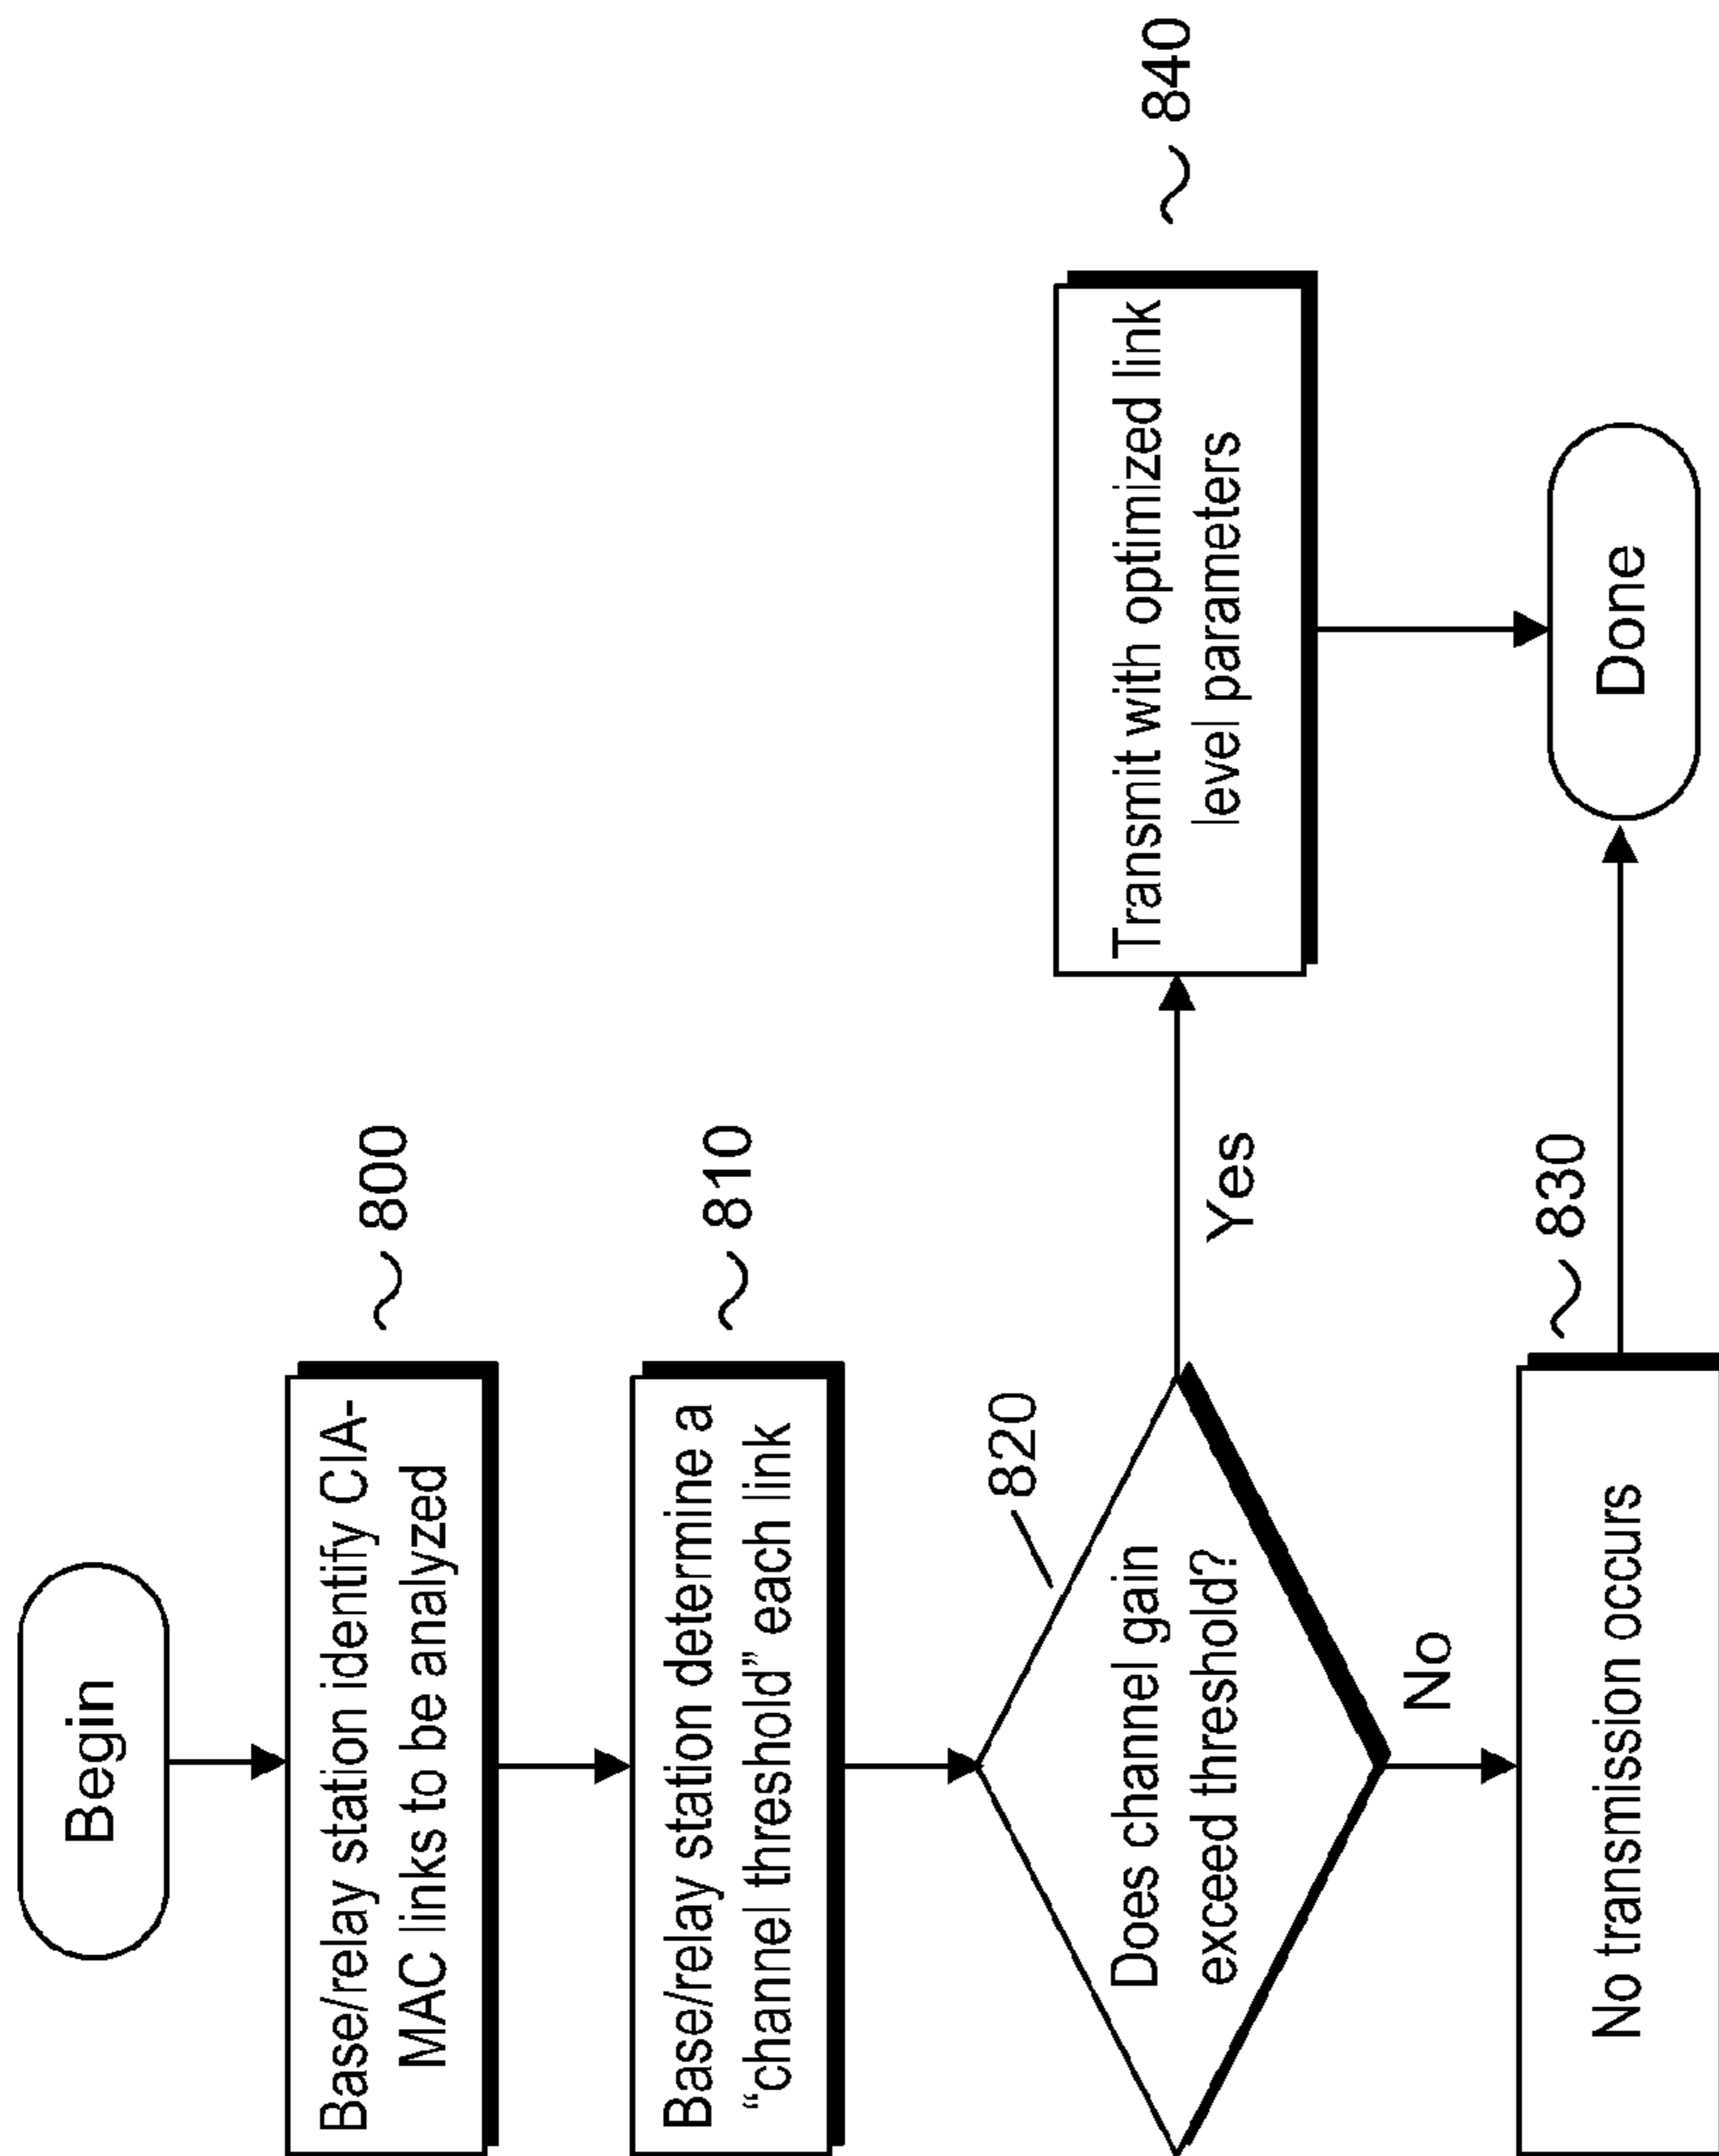 Begin
Base/relay station identify CIA-
MAC links to be analyzed
~ 800
Base/relay station determine a
“channel threshold” each link
~ 810
Does channel gain
exceed threshold?
820
Yes
Transmit with optimized link
level parameters
~ 840
No
No transmission occurs
~ 830
Done